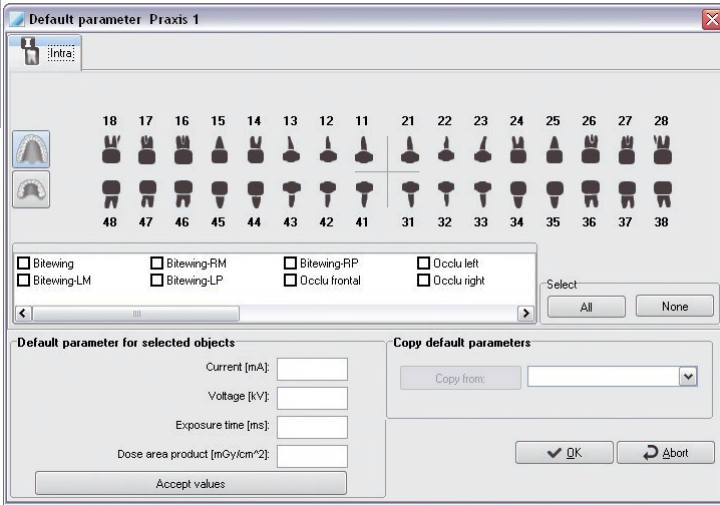 Default parameter Praxis 1
Intra
18 17 16 15 14 13 12 11 21 22 23 24 25 26 27 28
48 47 46 45 44 43 42 41 31 32 33 34 35 36 37 38
Bitewing Bitewing-RM Bitewing-RP Occlu left
Bitewing-LM Bitewing-LP Occlu frontal Occlu right
Select
All None
Default parameter for selected objects
Current [mA]:
Voltage [kV]:
Exposure time [ms]:
Dose area product [mGy/cm^2]:
Accept values
Copy default parameters
Copy from:
OK Abort